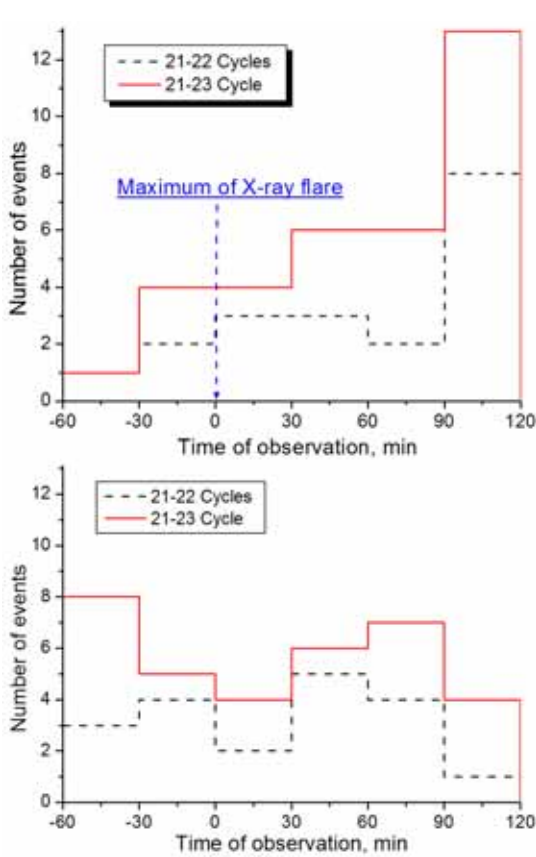 21-22 Cycles
21-23 Cycle
Maximum of X-ray flare
Number of events
12
10
8
6
4
2
0
-60 -30 0 30 60 90 120
Time of observation, min
21-22 Cycles
21-23 Cycle
Number of events
12
10
8
6
4
2
0
-60 -30 0 30 60 90 120
Time of observation, min